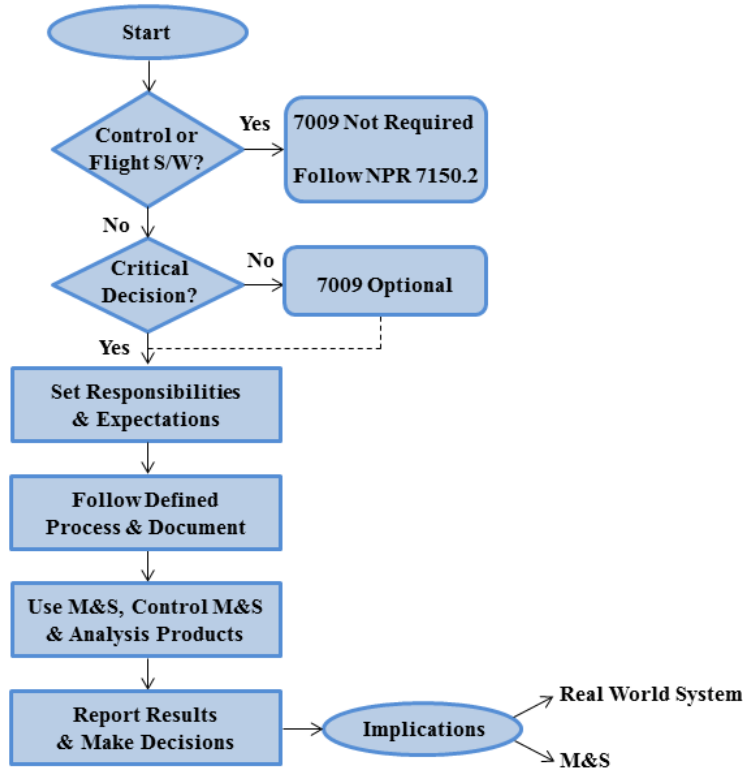 Start
Control or
Flight S/W?
Yes
7009 Not Required
Follow NPR 7150.2
No
Critical
Decision?
No
7009 Optional
Yes
Set Responsibilities
& Expectations
Follow Defined
Process & Document
Use M&S, Control M&S
& Analysis Products
Report Results
& Make Decisions
Implications
Real World System
M&S